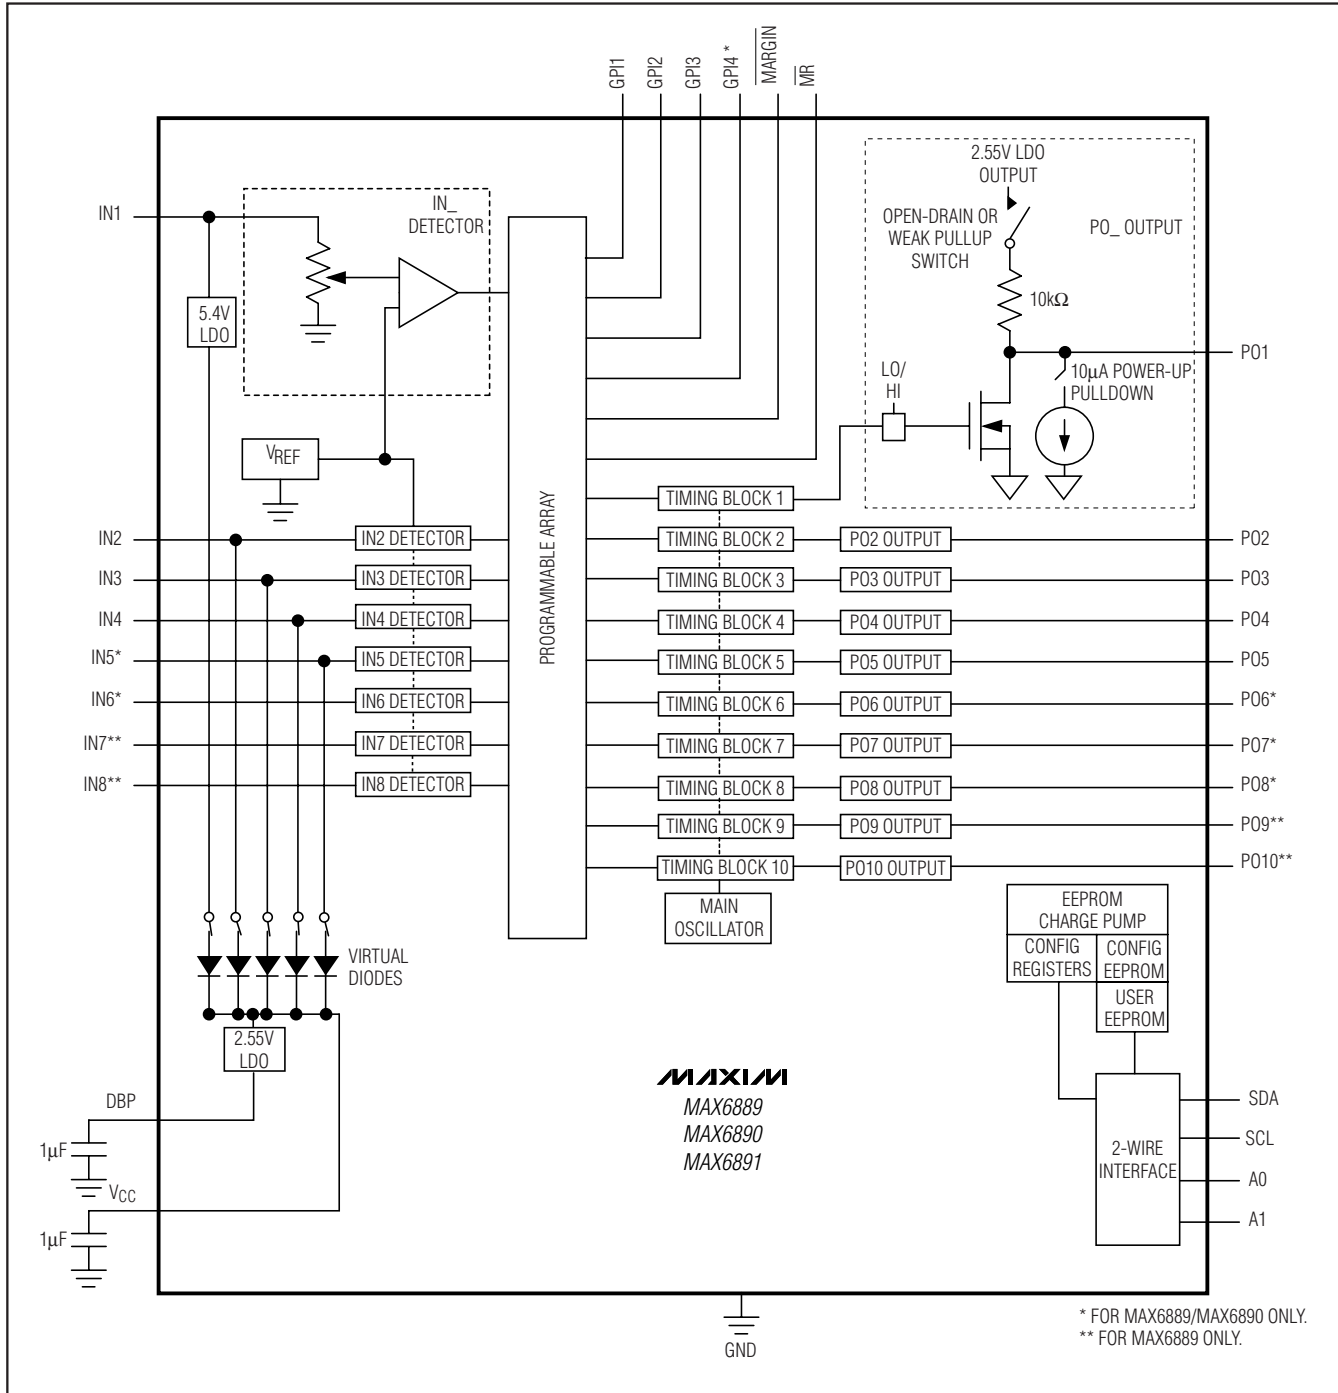 GPI1
GPI2
GPI3
GPI4 *
MARGIN
MR
2.55V LDO
OUTPUT
OPEN-DRAIN OR
WEAK PULLUP
SWITCH
PO_ OUTPUT
10kΩ
PO1
LO/
HI
10µA POWER-UP
PULLDOWN
IN1
IN_
DETECTOR
5.4V
LDO
VREF
PROGRAMMABLE ARRAY
TIMING BLOCK 1
IN2
IN2 DETECTOR
TIMING BLOCK 2
PO2 OUTPUT
PO2
IN3
IN3 DETECTOR
TIMING BLOCK 3
PO3 OUTPUT
PO3
IN4
IN4 DETECTOR
TIMING BLOCK 4
PO4 OUTPUT
PO4
IN5*
IN5 DETECTOR
TIMING BLOCK 5
PO5 OUTPUT
PO5
IN6*
IN6 DETECTOR
TIMING BLOCK 6
PO6 OUTPUT
PO6*
IN7**
IN7 DETECTOR
TIMING BLOCK 7
PO7 OUTPUT
PO7*
IN8**
IN8 DETECTOR
TIMING BLOCK 8
PO8 OUTPUT
PO8*
TIMING BLOCK 9
PO9 OUTPUT
PO9**
TIMING BLOCK 10
PO10 OUTPUT
PO10**
MAIN
OSCILLATOR
VIRTUAL
DIODES
2.55V
LDO
EEPROM
CHARGE PUMP
CONFIG
REGISTERS
CONFIG
EEPROM
USER
EEPROM
DBP
1µF
VCC
1µF
MAXIM
MAX6889
MAX6890
MAX6891
2-WIRE
INTERFACE
SDA
SCL
A0
A1
GND
* FOR MAX6889/MAX6890 ONLY.
** FOR MAX6889 ONLY.